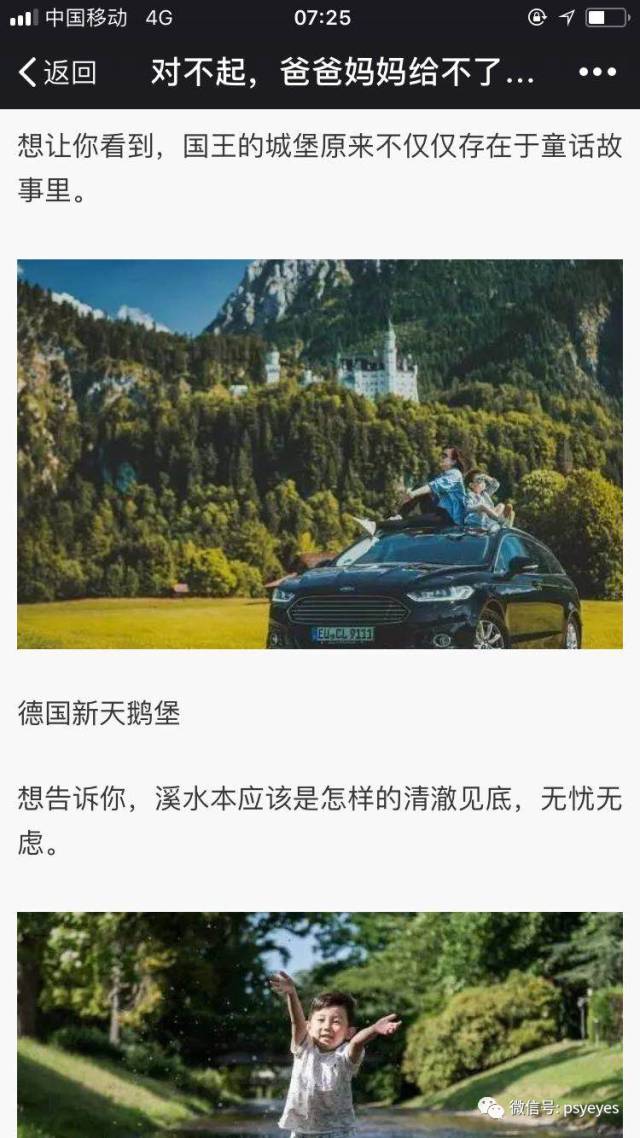 中国移动 4G 07:25
返回 对不起，爸爸妈妈给不了...
想让你看到，国王的城堡原来不仅仅存在于童话故
事里。
EU CL 9111
德国新天鹅堡
想告诉你，溪水本应该是怎样的清澈见底，无忧无
虑。
微信号: psyeyes